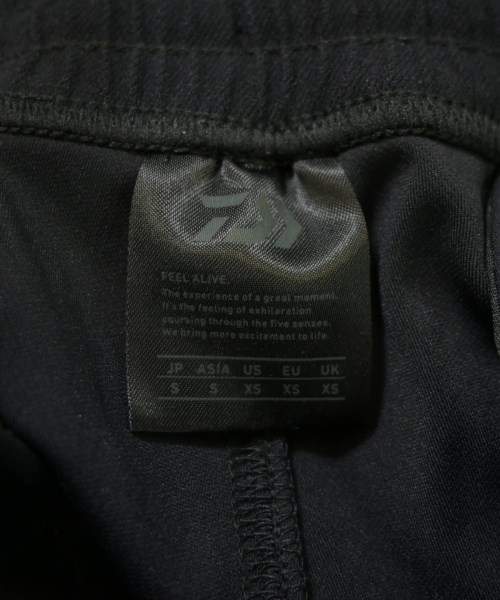 FEEL ALIVE.
The experience of a great moment.
It's the feeling of exhilaration
coursing through the five senses.
We bring more excitement to life.
JP ASIA US EU UK
S S XS XS XS